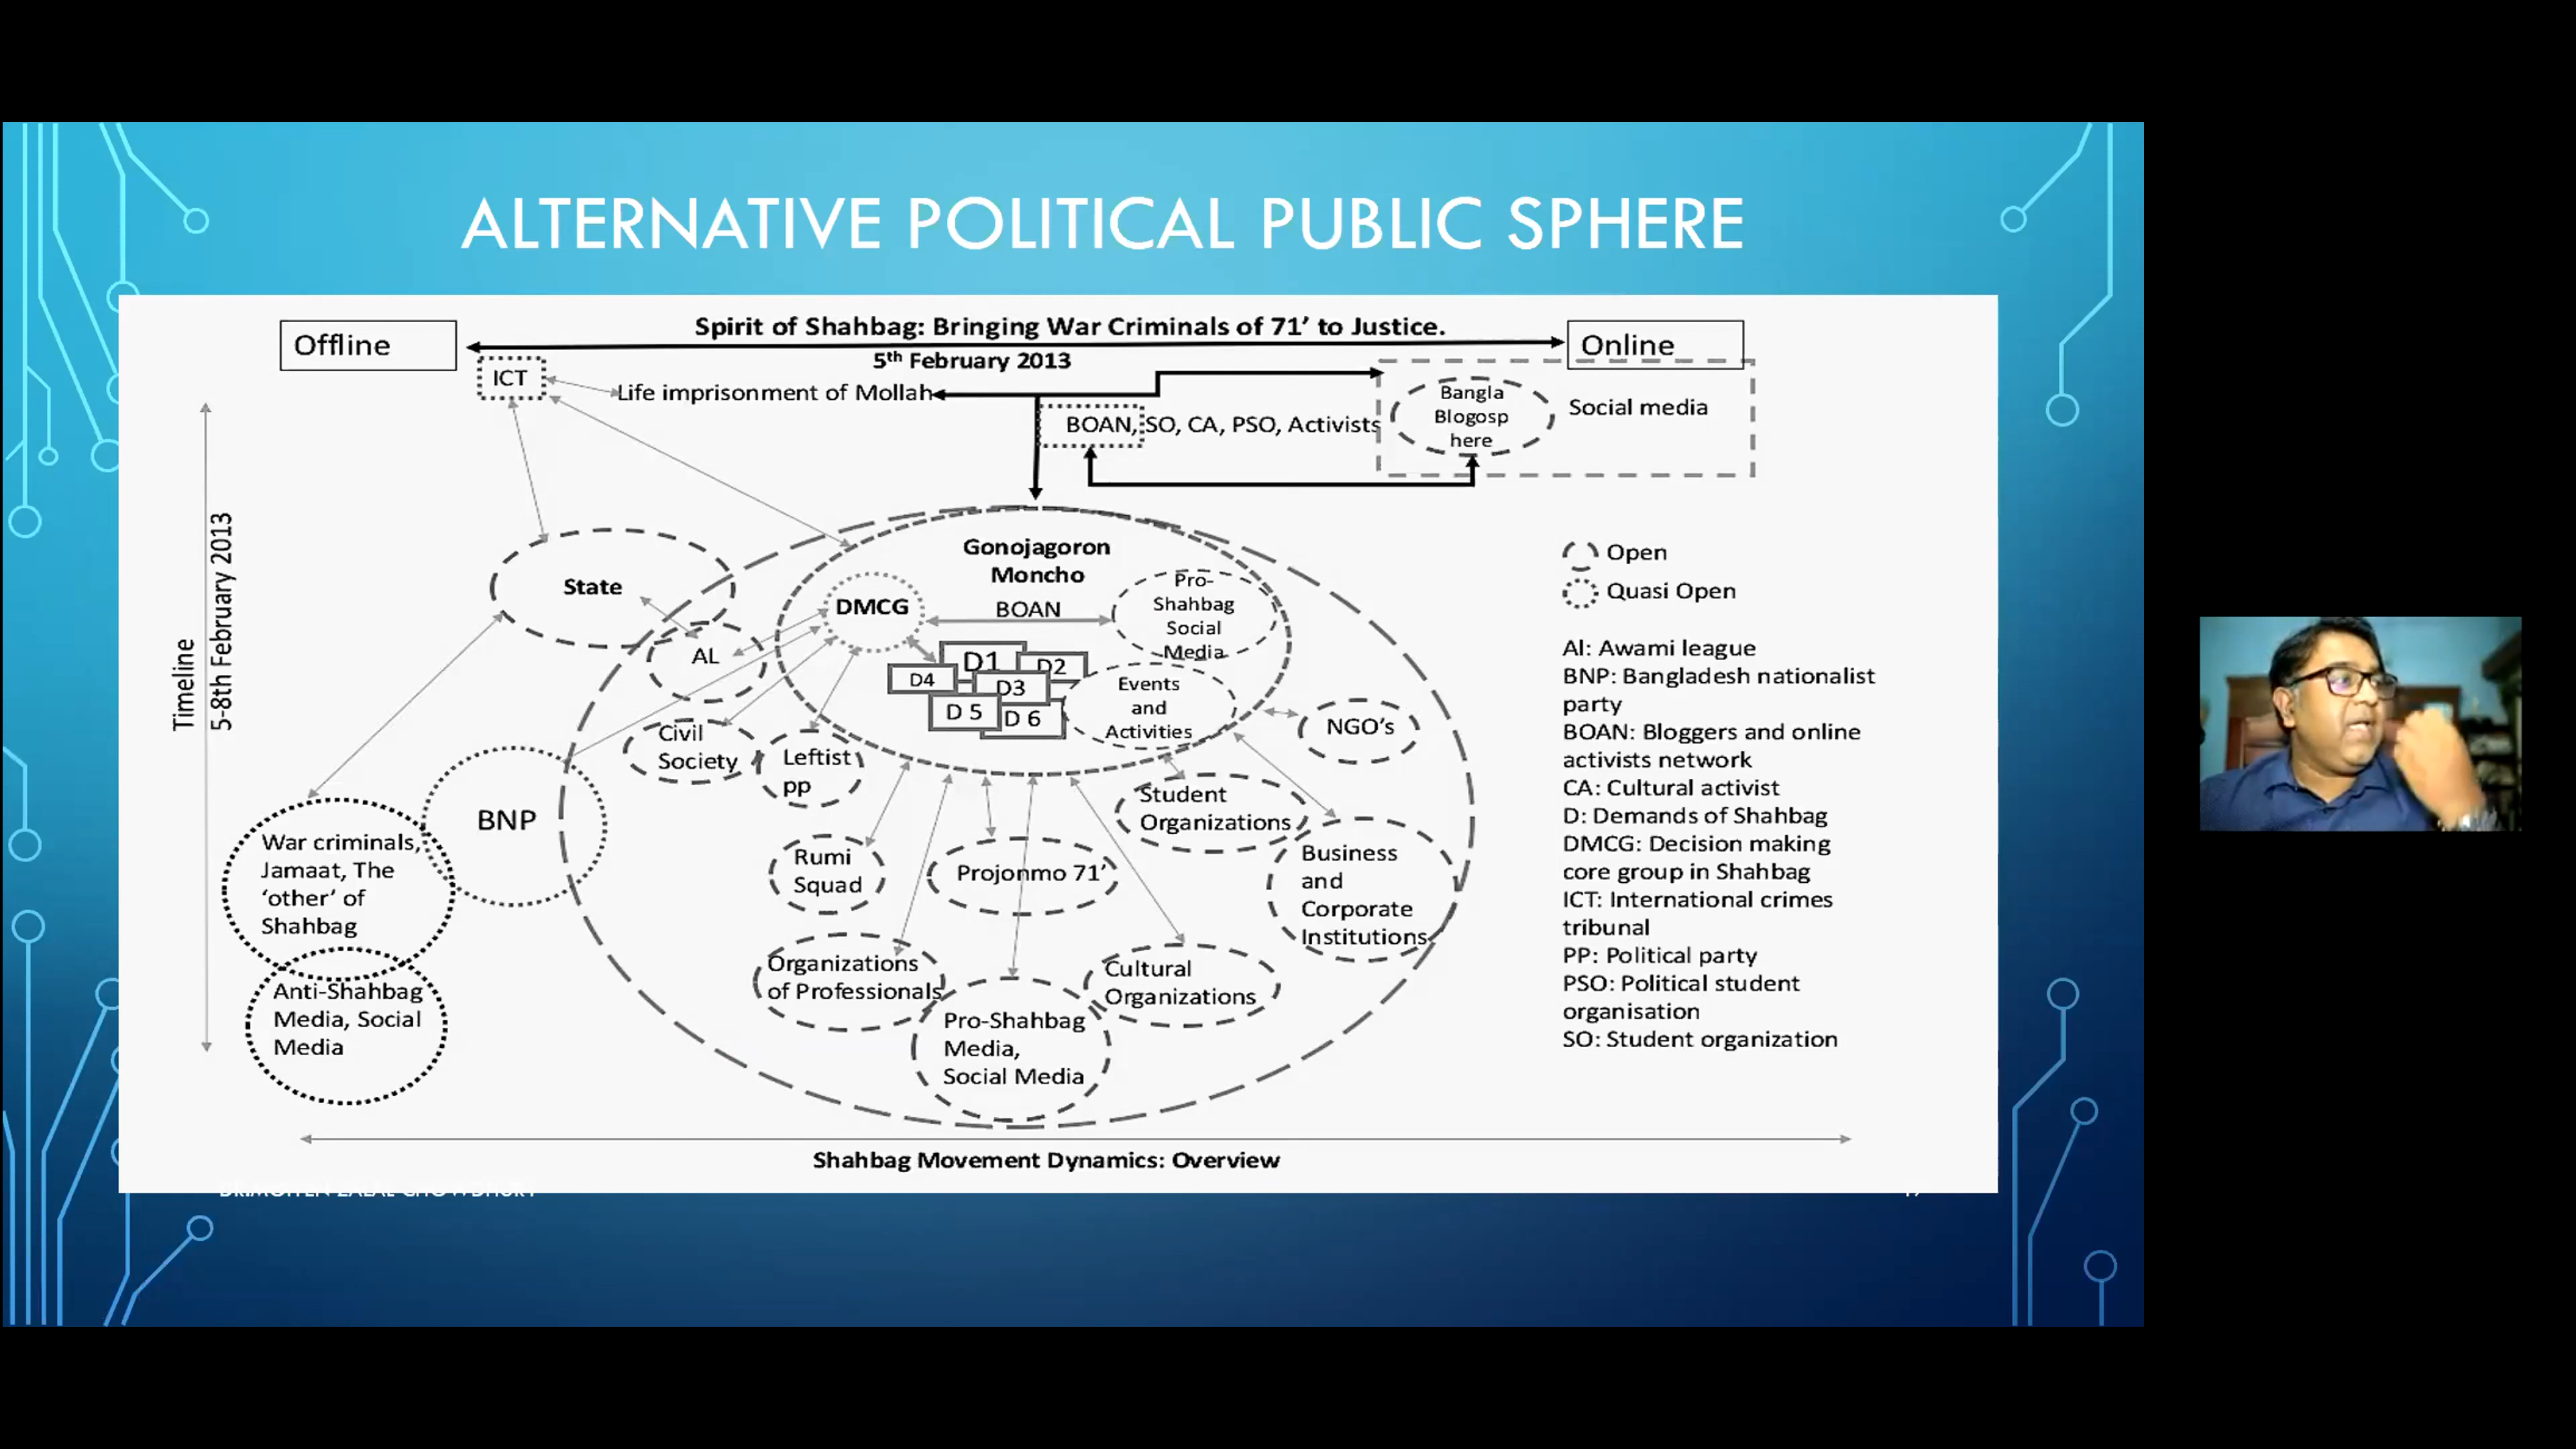 ALTERNATIVE POLITICAL PUBLIC SPHERE
Offline
Spirit of Shahbag: Bringing War Criminals of 71’ to Justice.
Online
5th February 2013
ICT
Life imprisonment of Mollah
BOAN, SO, CA, PSO, Activists
Bangla
Blogosp
here
Social media
Timeline
5-8th February 2013
State
Gonojagoron
Moncho
DMCG
BOAN
Pro-
Shahbag
Social
Media
AL
D1
D2
D4
D3
D 5
D 6
Events
and
Activities
Civil
Society
Leftist
pp
NGO’s
BNP
Student
Organizations
War criminals,
Jamaat, The
‘other’ of
Shahbag
Rumi
Squad
Projonmo 71’
Business
and
Corporate
Institutions
Organizations
of Professionals
Cultural
Organizations
Anti-Shahbag
Media, Social
Media
Pro-Shahbag
Media,
Social Media
Open
Quasi Open
Al: Awami league
BNP: Bangladesh nationalist
party
BOAN: Bloggers and online
activists network
CA: Cultural activist
D: Demands of Shahbag
DMCG: Decision making
core group in Shahbag
ICT: International crimes
tribunal
PP: Political party
PSO: Political student
organisation
SO: Student organization
Shahbag Movement Dynamics: Overview